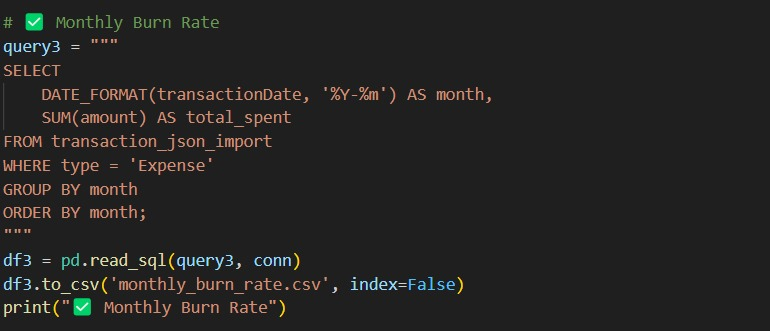 # ✅ Monthly Burn Rate
query3 = """
SELECT
    DATE_FORMAT(transactionDate, '%Y-%m') AS month,
    SUM(amount) AS total_spent
FROM transaction_json_import
WHERE type = 'Expense'
GROUP BY month
ORDER BY month;
"""
df3 = pd.read_sql(query3, conn)
df3.to_csv('monthly_burn_rate.csv', index=False)
print("✅ Monthly Burn Rate")